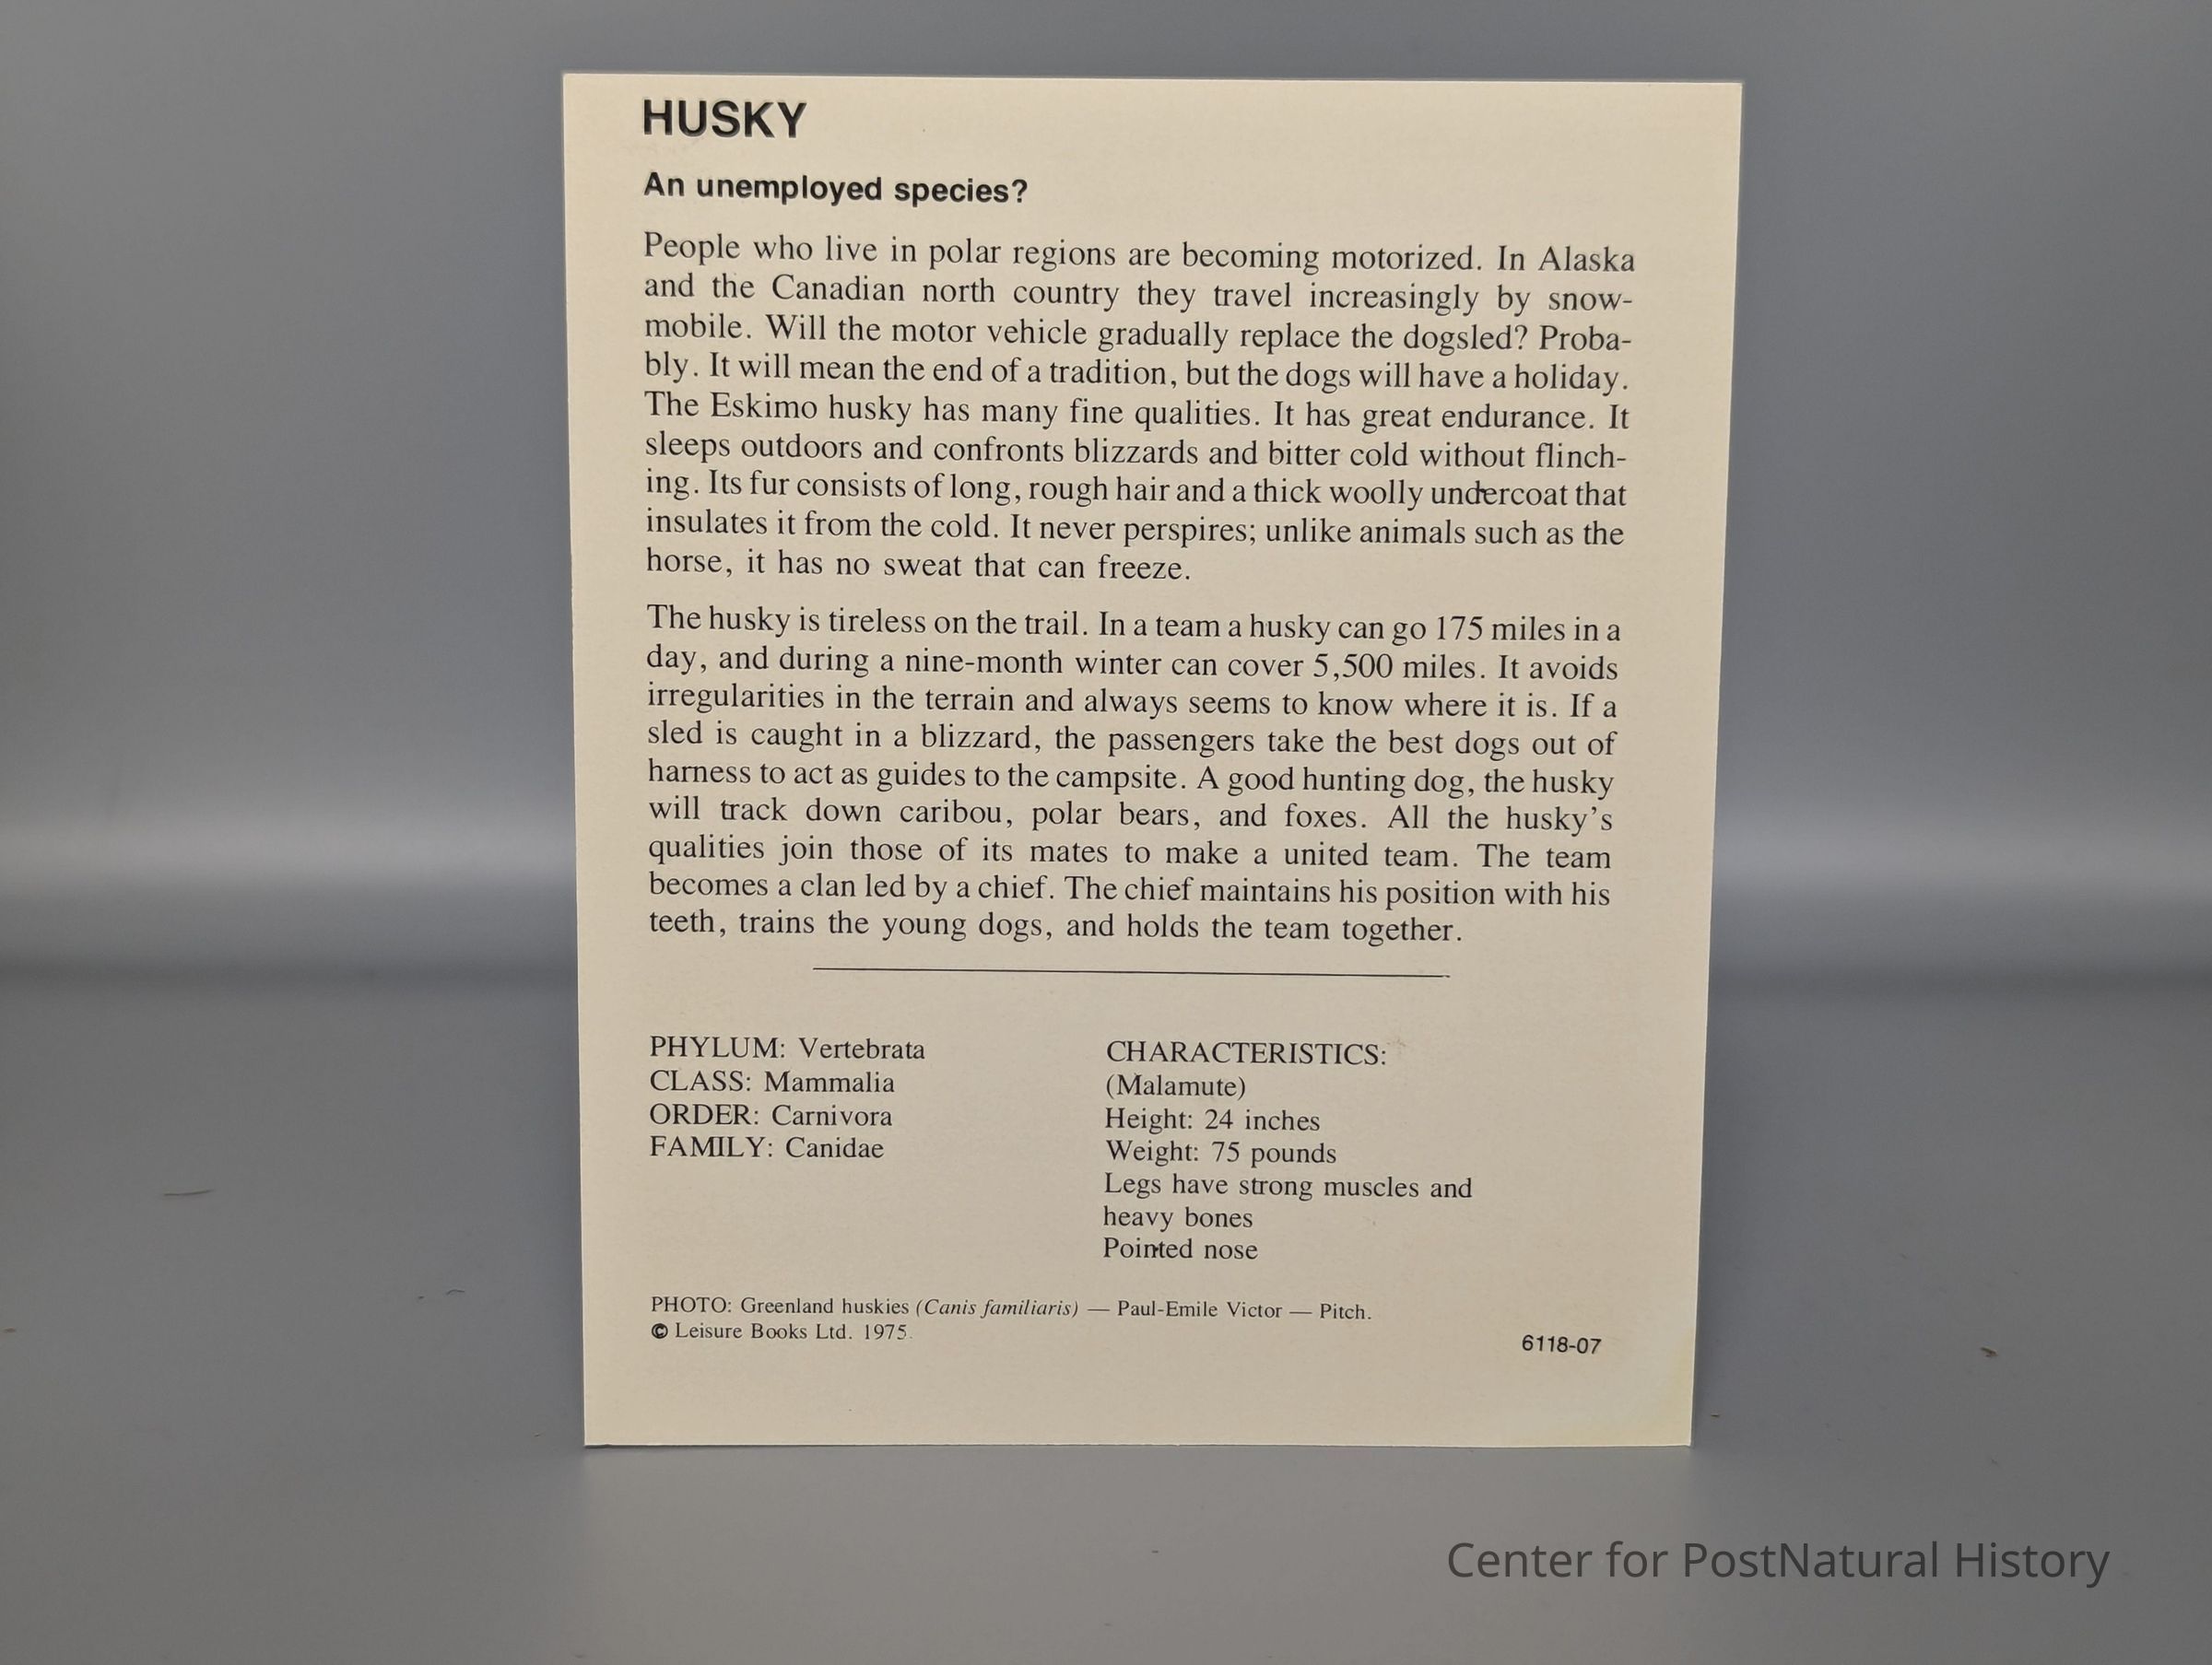 HUSKY
An unemployed species?
People who live in polar regions are becoming motorized. In Alaska
and the Canadian north country they travel increasingly by snow-
mobile. Will the motor vehicle gradually replace the dogsled? Proba-
bly. It will mean the end of a tradition, but the dogs will have a holiday.
The Eskimo husky has many fine qualities. It has great endurance. It
sleeps outdoors and confronts blizzards and bitter cold without flinch-
ing. Its fur consists of long, rough hair and a thick woolly undercoat that
insulates it from the cold. It never perspires; unlike animals such as the
horse, it has no sweat that can freeze.
The husky is tireless on the trail. In a team a husky can go 175 miles in a
day, and during a nine-month winter can cover 5,500 miles. It avoids
irregularities in the terrain and always seems to know where it is. If a
sled is caught in a blizzard, the passengers take the best dogs out of
harness to act as guides to the campsite. A good hunting dog, the husky
will track down caribou, polar bears, and foxes. All the husky's
qualities join those of its mates to make a united team. The team
becomes a clan led by a chief. The chief maintains his position with his
teeth, trains the young dogs, and holds the team together.
PHYLUM: Vertebrata
CLASS: Mammalia
ORDER: Carnivora
FAMILY: Canidae
CHARACTERISTICS:
(Malamute)
Height: 24 inches
Weight: 75 pounds
Legs have strong muscles and
heavy bones
Pointed nose
PHOTO: Greenland huskies (Canis familiaris) — Paul-Emile Victor — Pitch.
© Leisure Books Ltd. 1975.
6118-07
Center for PostNatural History